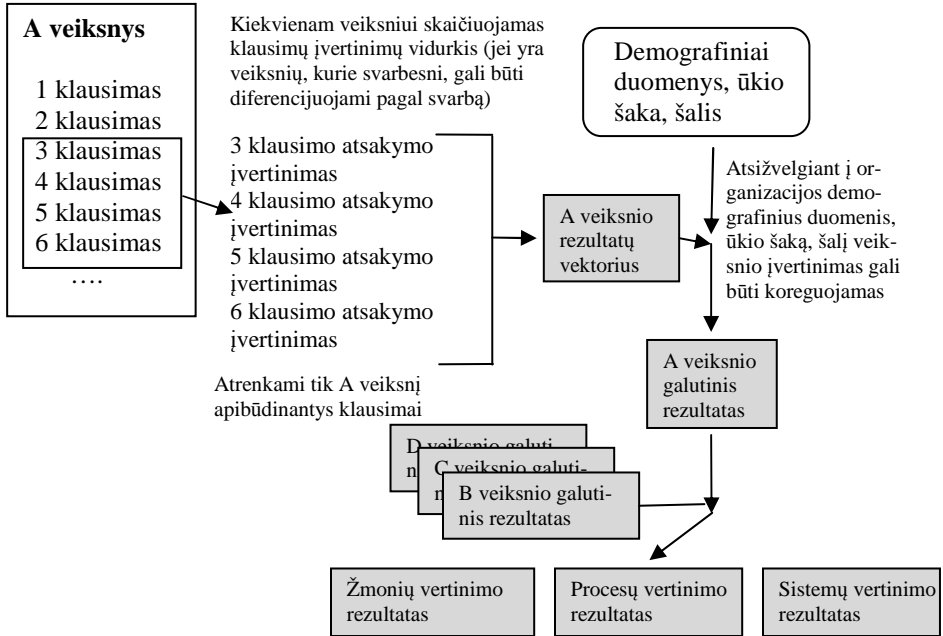 A veiksnys
1 klausimas
2 klausimas
3 klausimas
4 klausimas
5 klausimas
6 klausimas
….
Kiekvienam veiksniui skaičiuojamas
klausimų įvertinimų vidurkis (jei yra
veiksnių, kurie svarbesni, gali būti
diferencijuojami pagal svarbą)
3 klausimo atsakymo
įvertinimas
4 klausimo atsakymo
įvertinimas
5 klausimo atsakymo
įvertinimas
6 klausimo atsakymo
įvertinimas
Atrenkami tik A veiksnį
apibūdinantys klausimai
Demografiniai
duomenys, ūkio
šaka, šalis
A veiksnio
rezultatų
vektorius
Atsižvelgiant į or-
ganizacijos demo-
grafinius duomenis,
ūkio šaką, šalį veik-
snio įvertinimas gali
būti koreguojamas
A veiksnio
galutinis
rezultatas
D veiksnio galuti-
n
C veiksnio galuti-
n
B veiksnio galuti-
nis rezultatas
Žmonių vertinimo
rezultatas
Procesų vertinimo
rezultatas
Sistemų vertinimo
rezultatas